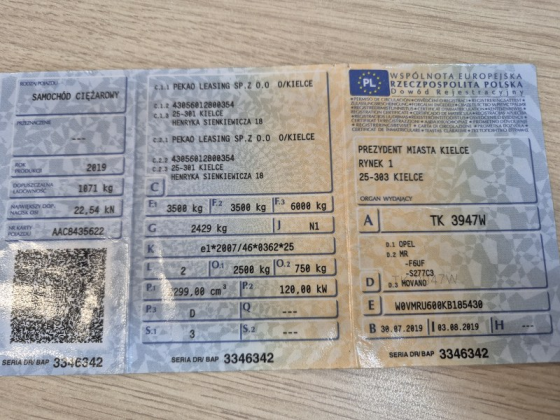 RODZAJ POJAZDU
SAMOCHÓD CIĘŻAROWY
PRZEZNACZENIE
---
ROK PRODUKCJI
2019
DOPUSZCZALNA ŁADOWNOŚĆ
1071 kg
NAJWIĘKSZY DOP. NACISK OSI
22,54 kN
NR KARTY POJAZDU
AAC8435622
SERIA DR/BAP 3346342
C.1.1 PEKAO LEASING SP.Z O.O O/KIELCE
C.1.2 43056812000354
C.1.3 25-301 KIELCE
HENRYKA SIENKIEWICZA 18
C.2.1 PEKAO LEASING SP.Z O.O O/KIELCE
C.2.2 43056812000354
C.2.3 25-301 KIELCE
HENRYKA SIENKIEWICZA 18
C
F.1 3500 kg F.2 3500 kg F.3 6000 kg
G 2429 kg J N1
K e1*2007/46*0362*25
L 2 O.1 2500 kg O.2 750 kg
P.1 2299,00 cm³ P.2 120,00 kW
P.3 D Q ---
S.1 3 S.2 ---
SERIA DR/BAP 3346342
PL
WSPÓLNOTA EUROPEJSKA
RZECZPOSPOLITA POLSKA
Dowód Rejestracyjny
PREZYDENT MIASTA KIELCE
RYNEK 1
25-303 KIELCE
ORGAN WYDAJĄCY
A TK 3947W
D.1 OPEL
D.2 MR
-F6UF
-S277C3
D.3 MOVANO
D
E W0VMRU600KB185430
B 30.07.2019 I 03.08.2019 H ---
SERIA DR/BAP 3346342